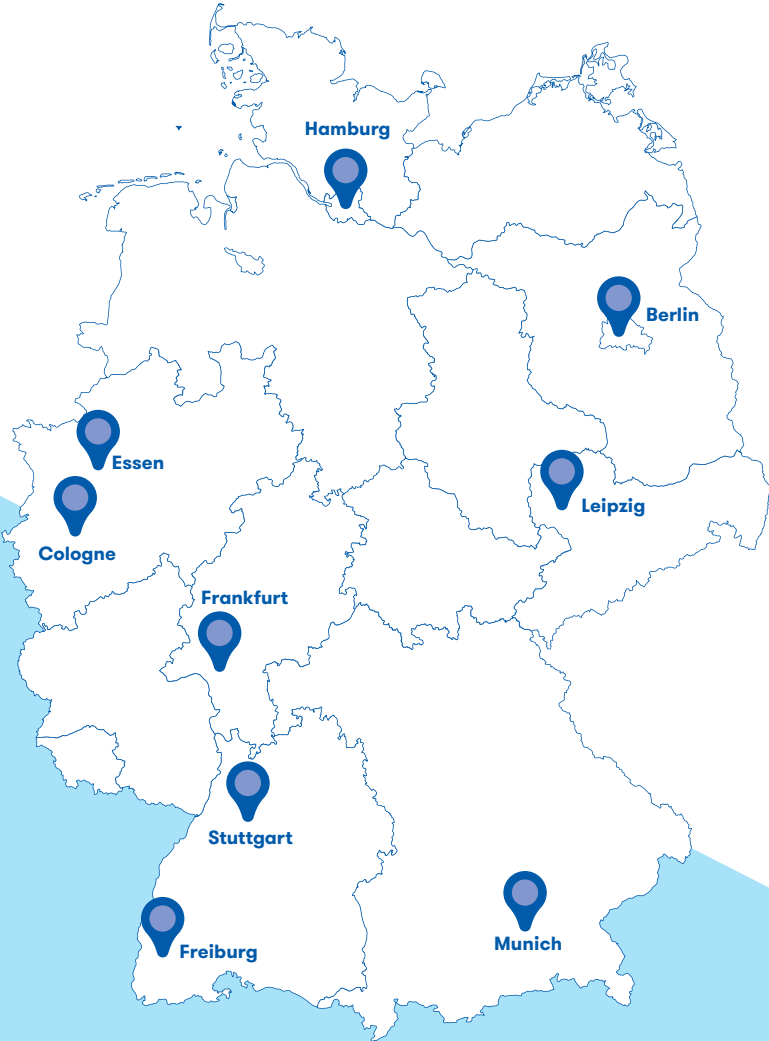 Hamburg
Berlin
Essen
Leipzig
Cologne
Frankfurt
Stuttgart
Munich
Freiburg